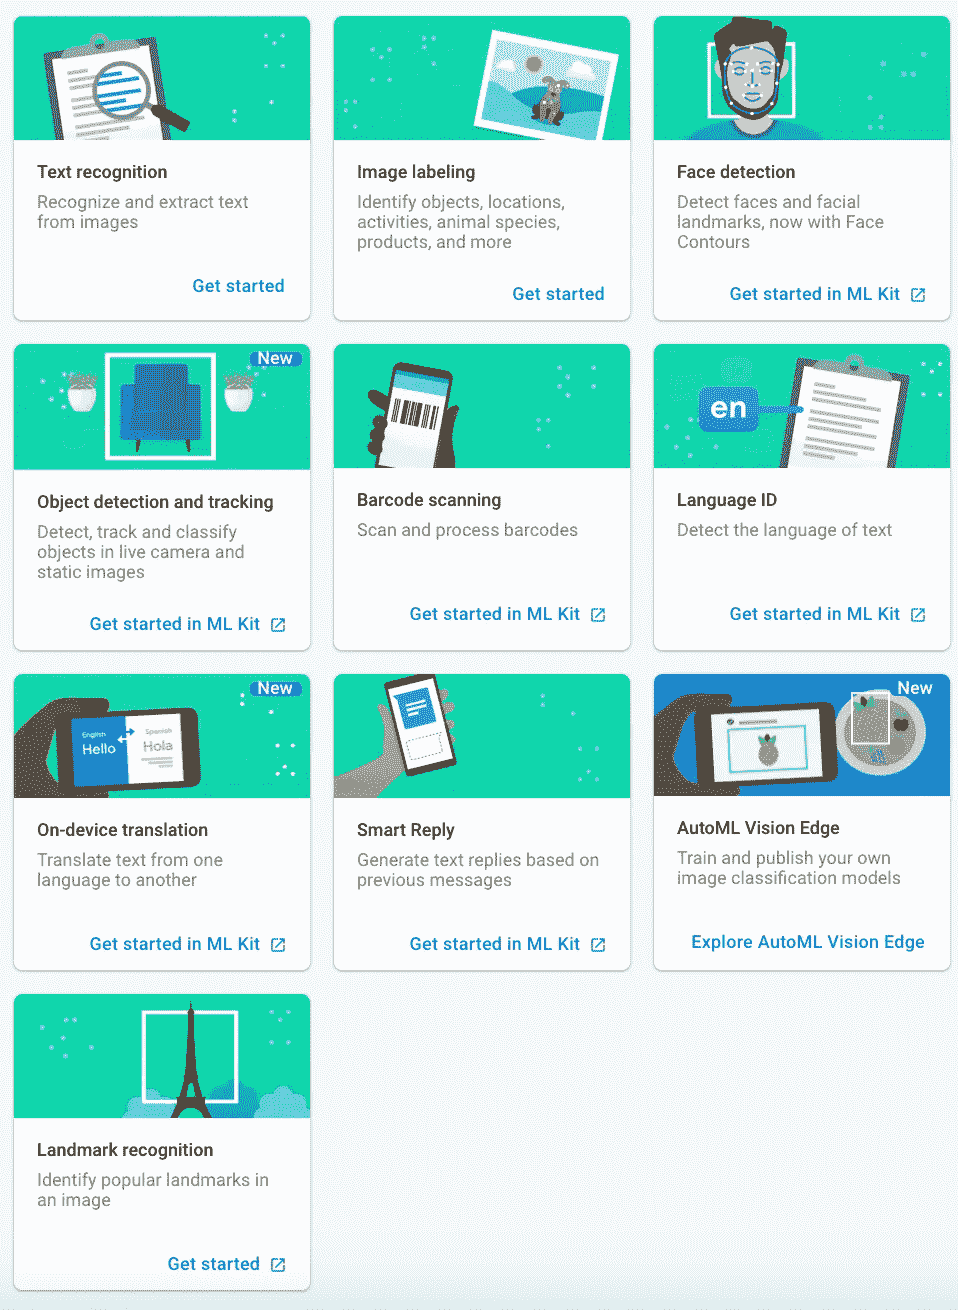 Text recognition
Recognize and extract text
from images
Get started
Image labeling
Identify objects, locations,
activities, animal species,
products, and more
Get started
Face detection
Detect faces and facial
landmarks, now with Face
Contours
Get started in ML Kit
New
Object detection and tracking
Detect, track and classify
objects in live camera and
static images
Get started in ML Kit
Barcode scanning
Scan and process barcodes
Get started in ML Kit
en
Language ID
Detect the language of text
Get started in ML Kit
New
English
Hello
Spanish
Hola
On-device translation
Translate text from one
language to another
Get started in ML Kit
Smart Reply
Generate text replies based on
previous messages
Get started in ML Kit
New
AutoML Vision Edge
Train and publish your own
image classification models
Explore AutoML Vision Edge
Landmark recognition
Identify popular landmarks in
an image
Get started